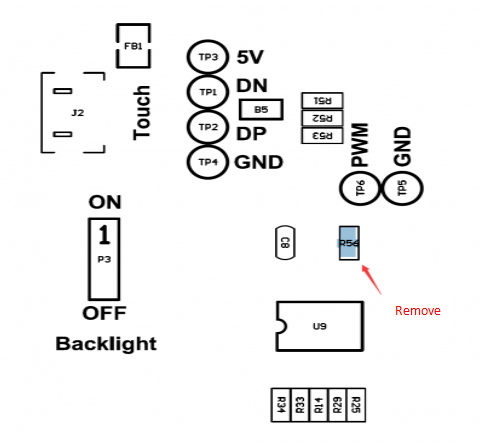 FB1
TP3 5V
J2
Touch
TP1 DN
B5
TP2 DP
TP4 GND
R51
R52
R53
PWM
GND
TP6
TP5
ON
1
P3
OFF
Backlight
C8
R56
Remove
U9
R34
R33
R14
R29
R25